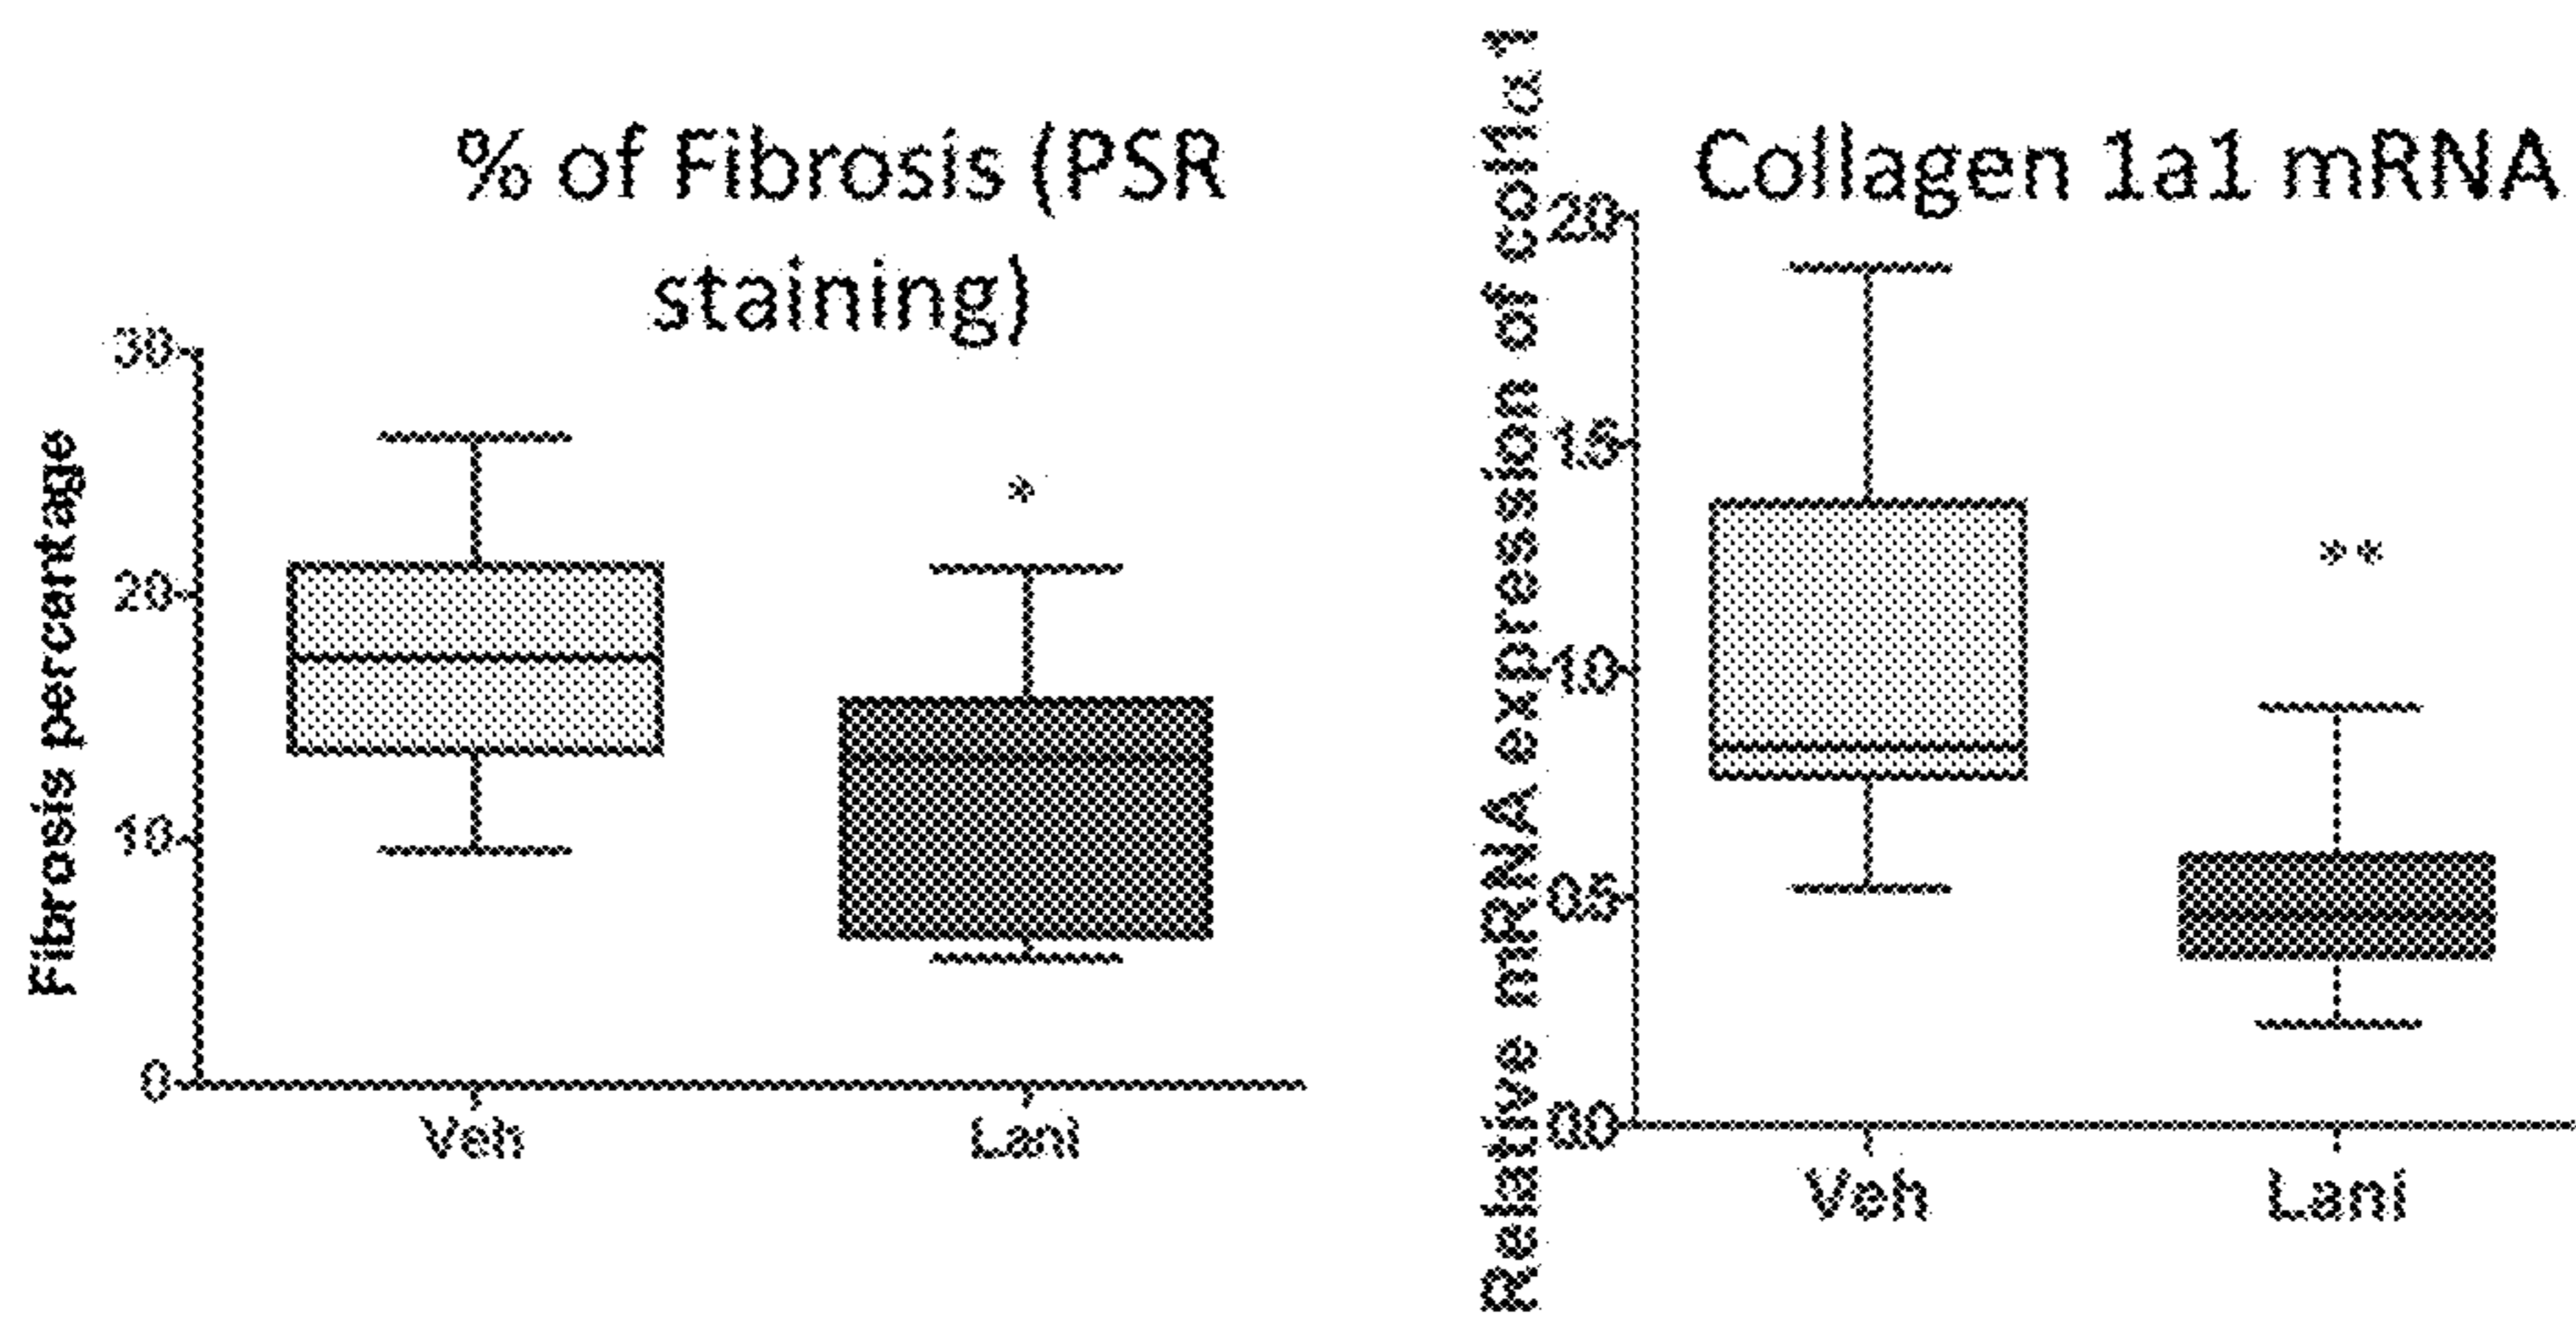 % of Fibrosis (PSR
staining)
Fibrosis percentage
30
20
10
0
*
Veh
Lani
Collagen 1a1 mRNA
Relative mRNA expression of coll1α1
2.0
1.5
1.0
0.5
0.0
**
Veh
Lani